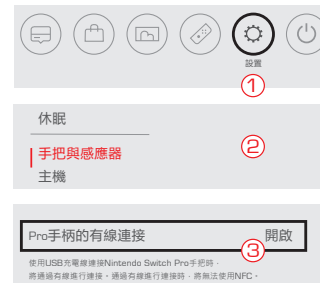 設置
①
休眠
手把與感應器
②
主機
Pro手柄的有線連接
開啟
③
使用USB充電線連接Nintendo Switch Pro手把時，
將通過有線進行連接。通過有線進行連接時，將無法使用NFC。